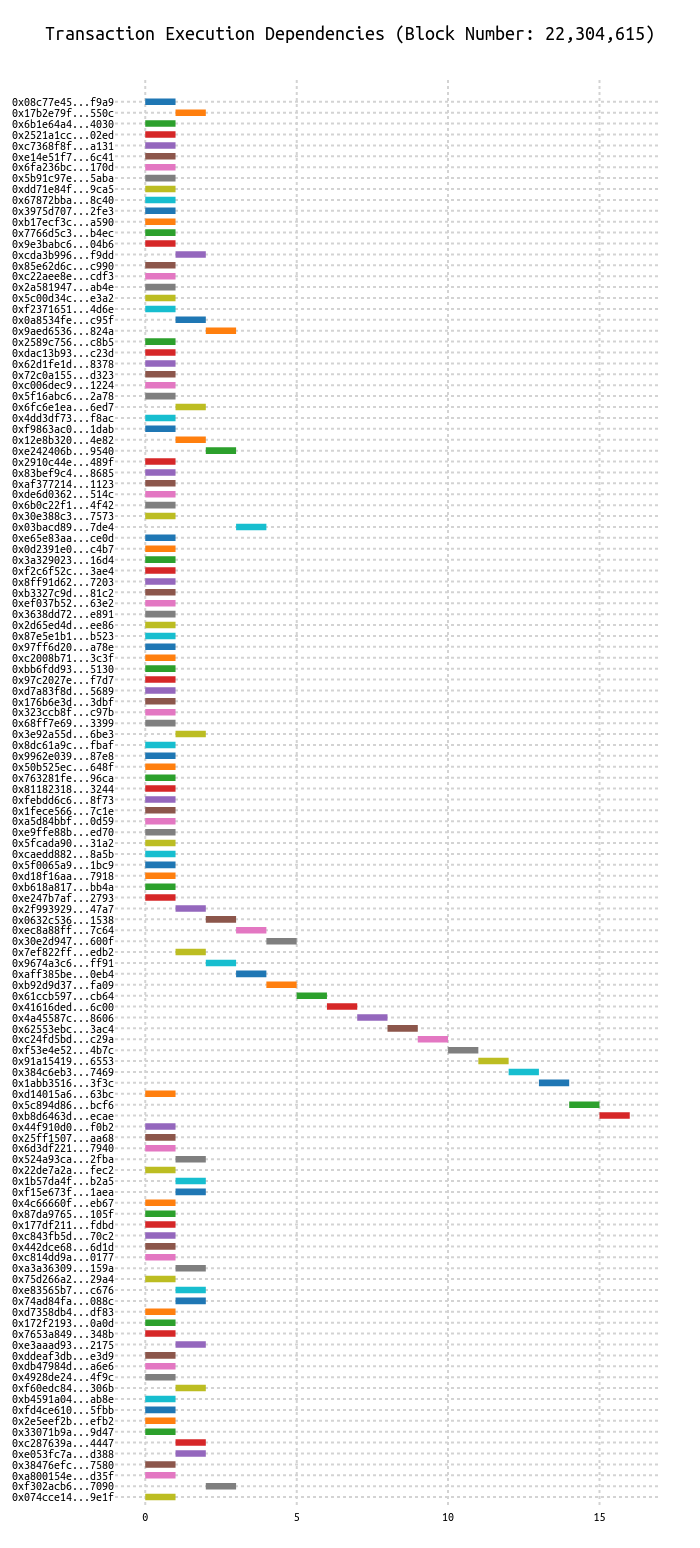 Transaction Execution Dependencies (Block Number: 22,304,615)
0x08c77e45...f9a9
0x17b2e79f...550c
0x6b1e64a4...4030
0x2521a1cc...02ed
0xc7368f8f...a131
0xe14e51f7...6c41
0x6fa236bc...170d
0x5b91c97e...5aba
0xdd71e84f...9ca5
0x67872bba...8c40
0x3975d707...2fe3
0xb17ecf3c...a590
0x7766d5c3...b4ec
0x9e3babc6...04b6
0xcda3b996...f9dd
0x85e62d6c...c990
0xc22aee8e...cdf3
0x2a581947...ab4e
0x5c00d34c...e3a2
0xf2371651...4d6e
0x0a8534fe...c95f
0x9aed6536...824a
0x2589c756...c8b5
0xdac13b93...c23d
0x62d1fe1d...8378
0x72c0a155...d323
0xc006dec9...1224
0x5f16abc6...2a78
0x6fc6e1ea...6ed7
0x4dd3df73...f8ac
0xf9863ac0...1dab
0x12e8b320...4e82
0xe242406b...9540
0x2910c44e...489f
0x83bef9c4...8685
0xaf377214...1123
0xde6d0362...514c
0x6b0c22f1...4f42
0x30e388c3...7573
0x03bacd89...7de4
0xe65e83aa...ce0d
0x0d2391e0...c4b7
0x3a329023...16d4
0xf2c6f52c...3ae4
0x8ff91d62...7203
0xb3327c9d...81c2
0xef037b52...63e2
0x3638dd72...e891
0x2d65ed4d...ee86
0x87e5e1b1...b523
0x97ff6d20...a78e
0xc2008b71...3c3f
0xbb6fdd93...5130
0x97c2027e...f7d7
0xd7a83f8d...5689
0x176b6e3d...3dbf
0x323ccb8f...c97b
0x68ff7e69...3399
0x3e92a55d...6be3
0x8dc61a9c...fbaf
0x9962e039...87e8
0x50b525ec...648f
0x763281fe...96ca
0x81182318...3244
0xfebdd6c6...8f73
0x1fece566...7c1e
0xa5d84bbf...0d59
0xe9ffe88b...ed70
0x5fcada90...31a2
0xcaedd882...8a5b
0x5f0065a9...1bc9
0xd18f16aa...7918
0xb618a817...bb4a
0xe247b7af...2793
0x2f993929...47a7
0x0632c536...1538
0xec8a88ff...7c64
0x30e2d947...600f
0x7ef822ff...edb2
0x9674a3c6...ff91
0xaff385be...0eb4
0xb92d9d37...fa09
0x61ccb597...cb64
0x41616ded...6c00
0x4a45587c...8606
0x62553ebc...3ac4
0xc24fd5bd...c29a
0xf53e4e52...4b7c
0x91a15419...6553
0x384c6eb3...7469
0x1abb3516...3f3c
0xd14015a6...63bc
0x5c894d86...bcf6
0xb8d6463d...ecae
0x44f910d0...f0b2
0x25ff1507...aa68
0x6d3df221...7940
0x524a93ca...2fba
0x22de7a2a...fec2
0x1b57da4f...b2a5
0xf15e673f...1aea
0x4c66660f...eb67
0x87da9765...105f
0x177df211...fdbd
0xc843fb5d...70c2
0x442dce68...6d1d
0xc814dd9a...0177
0xa3a36309...159a
0x75d266a2...29a4
0xe83565b7...c676
0x74ad84fa...088c
0xd7358db4...df83
0x172f2193...0a0d
0x7653a849...348b
0xe3aaad93...2175
0xddeaf3db...e3d9
0xdb47984d...a6e6
0x4928de24...4f9c
0xf60edc84...306b
0xb4591a04...ab8e
0xfd4ce610...5fbb
0x2e5eef2b...efb2
0x33071b9a...9d47
0xc287639a...4447
0xe053fc7a...d388
0x38476efc...7580
0xa800154e...d35f
0xf302acb6...7090
0x074cce14...9e1f
0 5 10 15